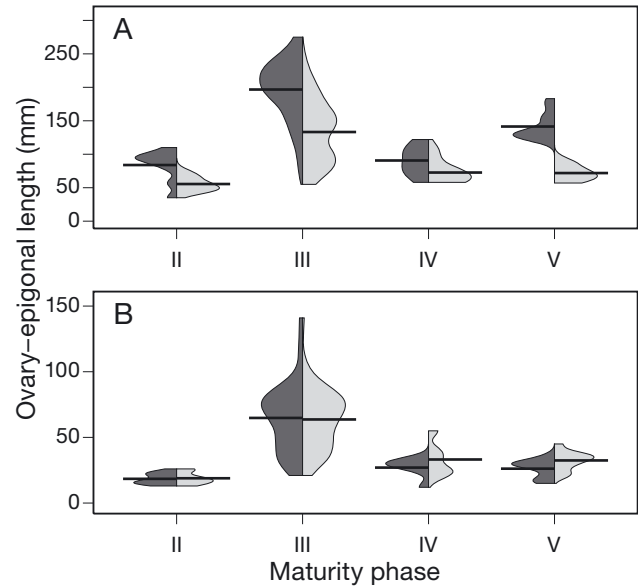 A
250
150
50
0
II III IV V
B
150
100
50
0
II III IV V
Ovary–epigonal length (mm)
Maturity phase